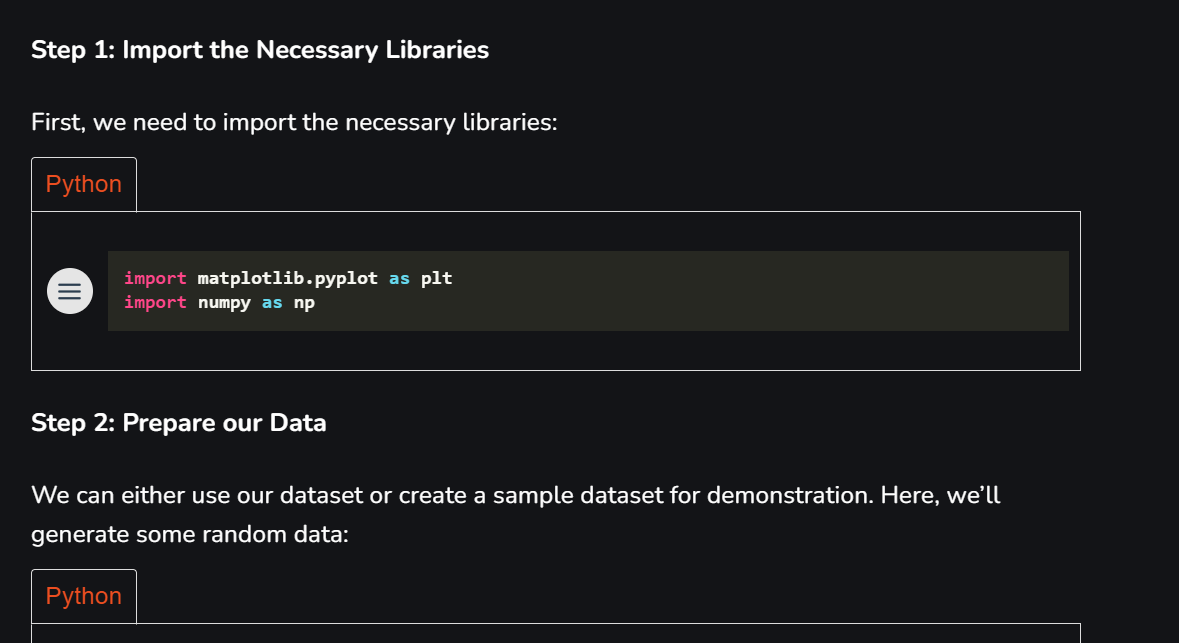 Step 1: Import the Necessary Libraries
First, we need to import the necessary libraries:
Python
import matplotlib.pyplot as plt
import numpy as np
Step 2: Prepare our Data
We can either use our dataset or create a sample dataset for demonstration. Here, we’ll
generate some random data:
Python